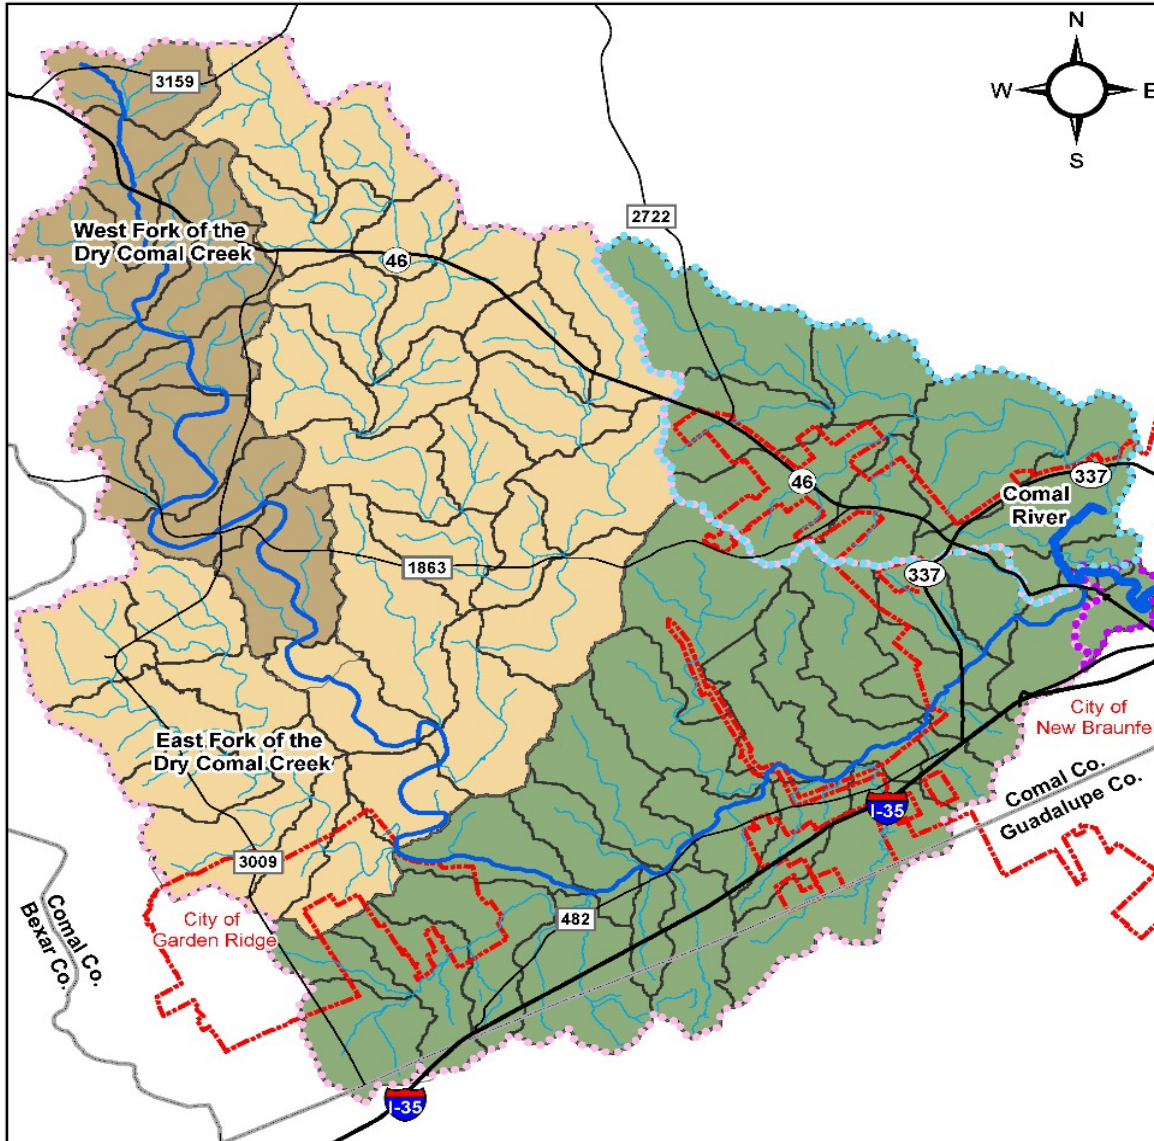 N
W
E
S
3159
2722
West Fork of the
Dry Comal Creek
46
46
337
Comal
River
1863
337
City of
New Braunfel
East Fork of the
Dry Comal Creek
Comal Co.
Guadalupe Co.
I-35
3009
City of
Garden Ridge
482
Comal Co.
Bexar Co.
I-35